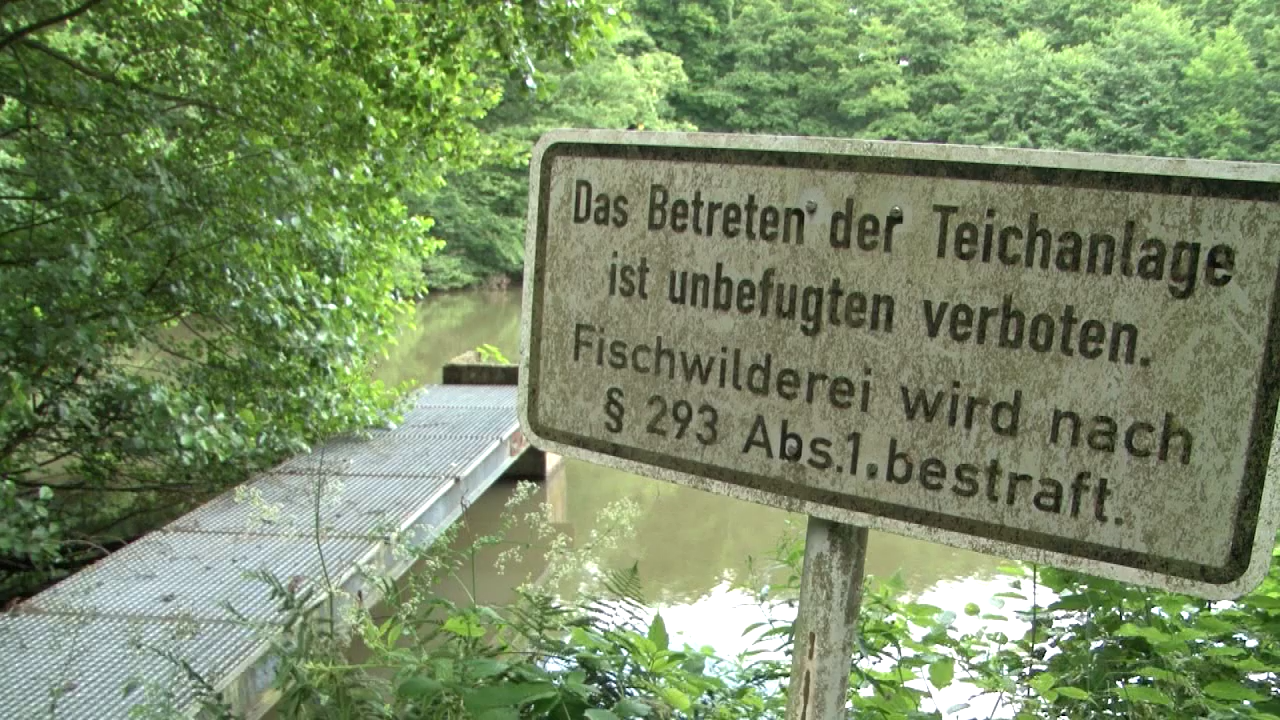 Das Betreten der Teichanlage
ist unbefugten verboten.
Fischwilderei wird nach
§ 293 Abs.1.bestraft.